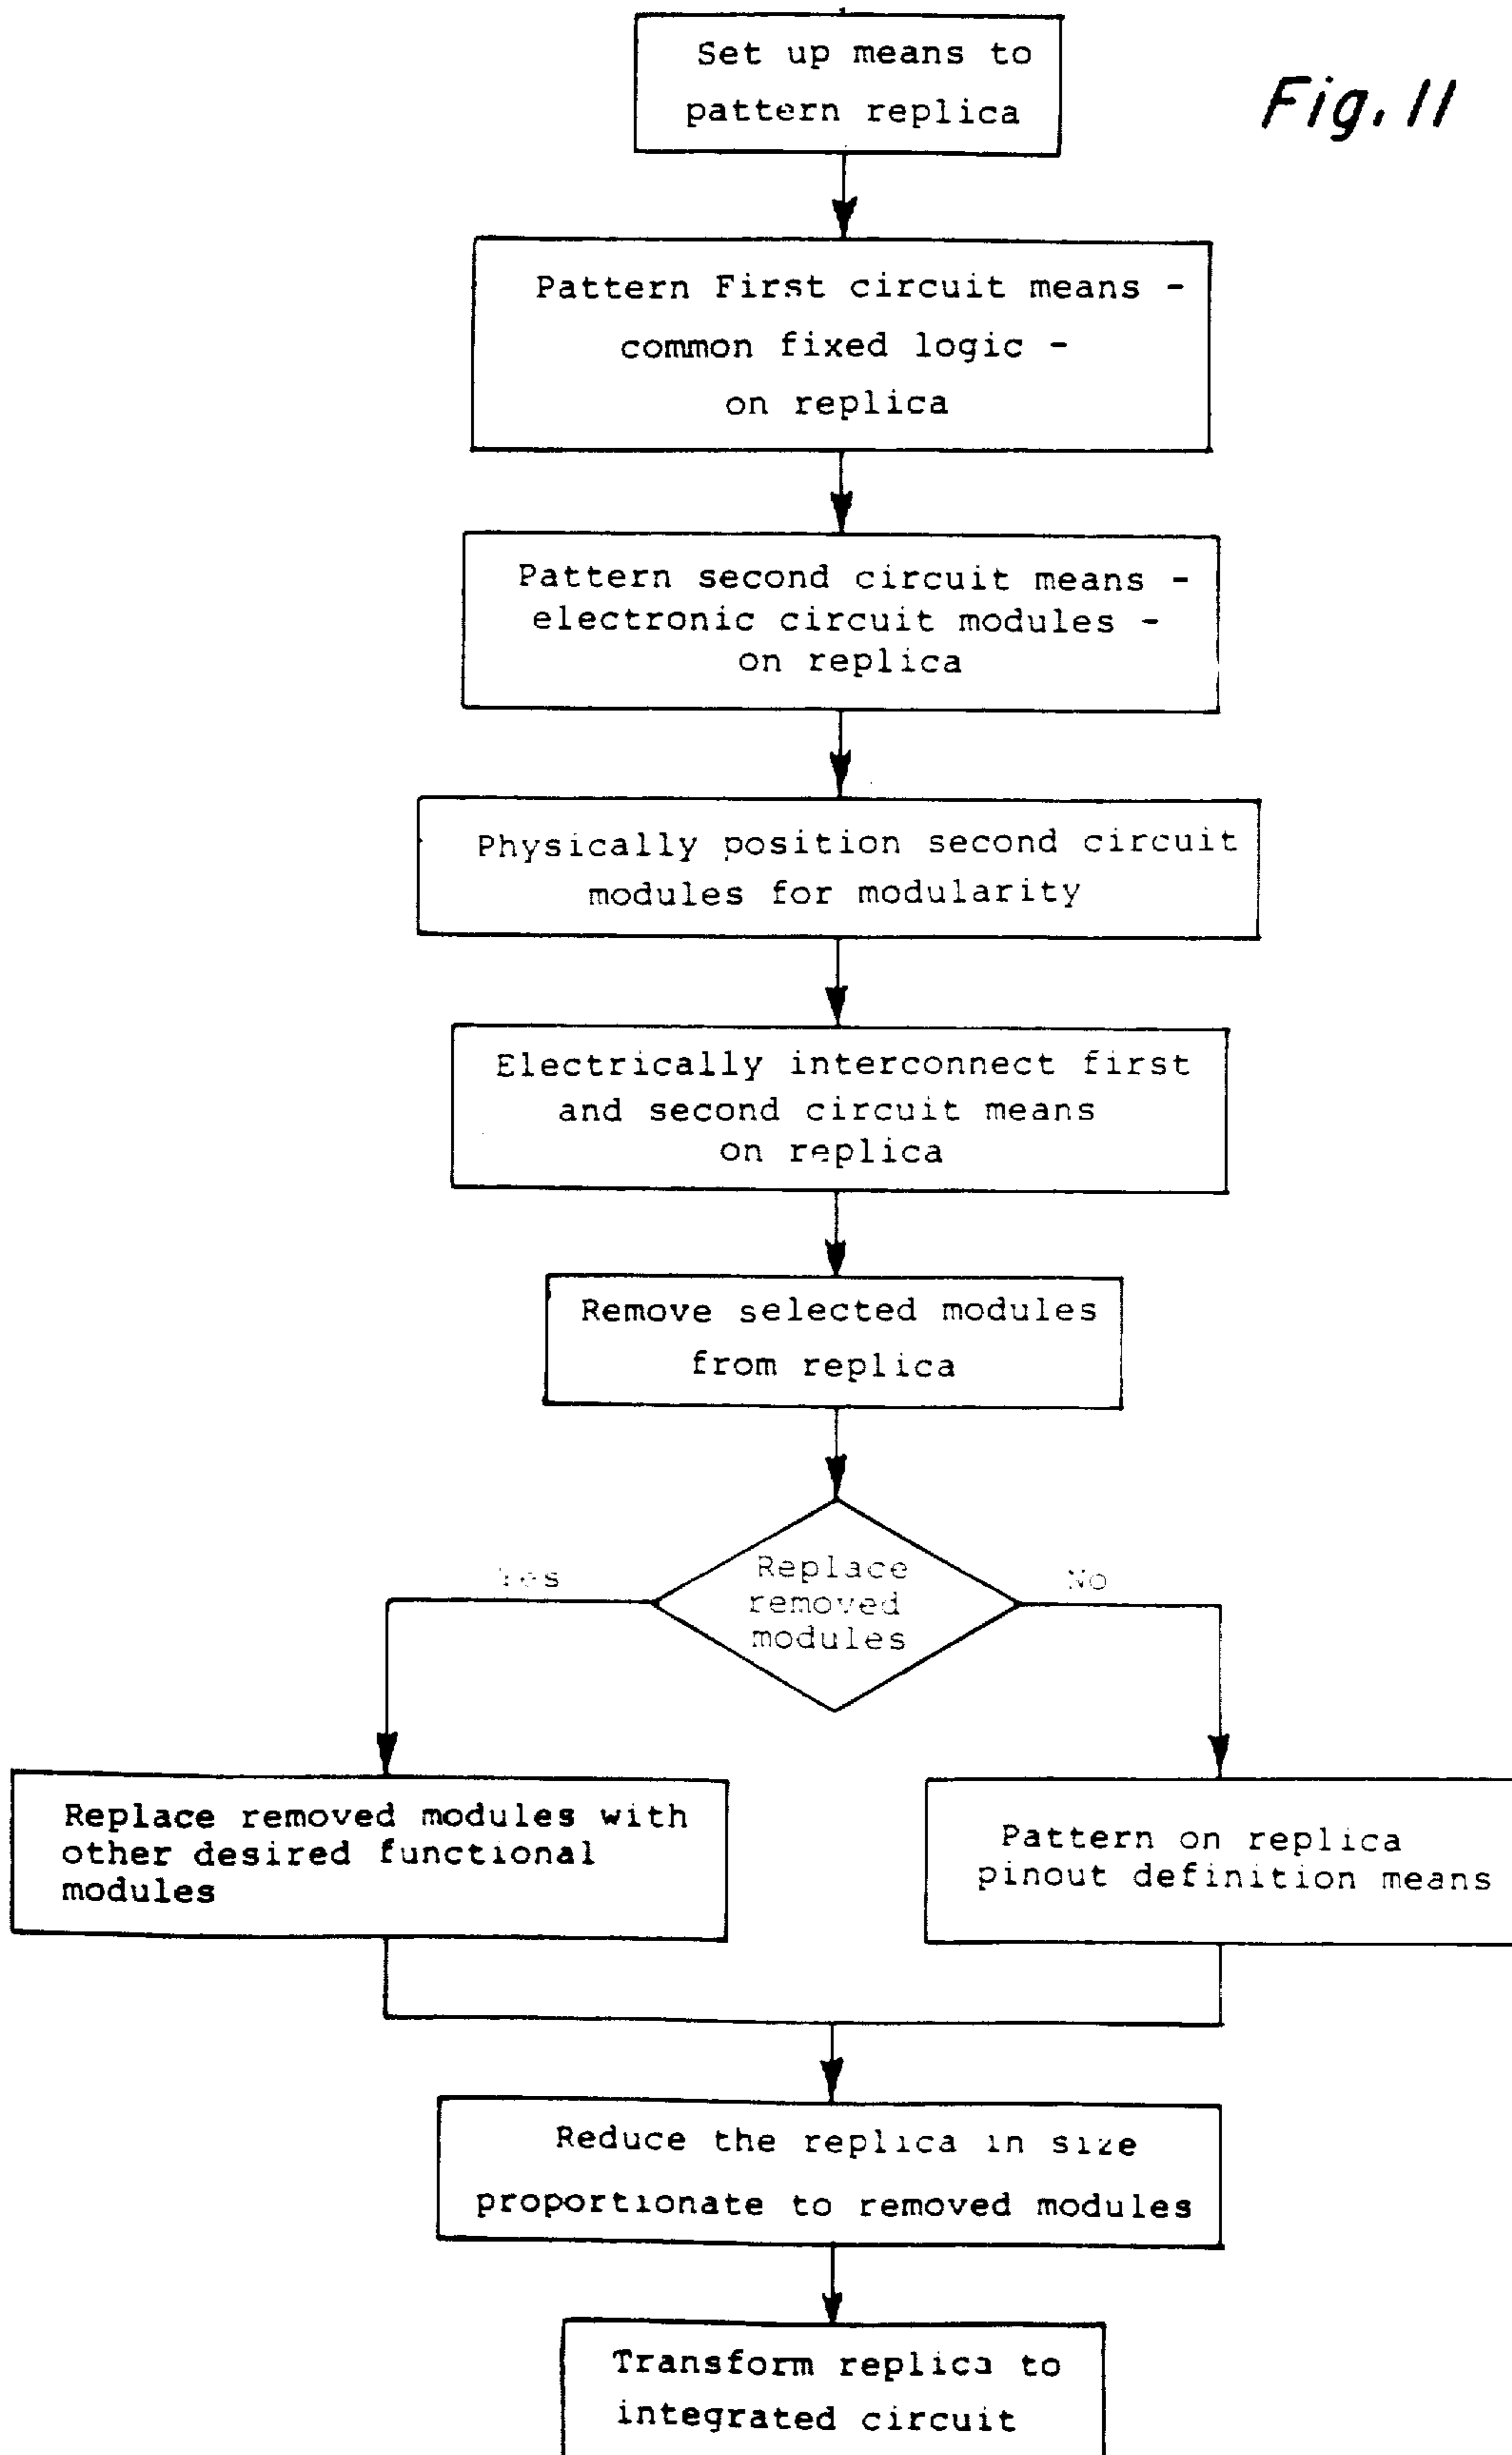 Set up means to
pattern replica
Fig. 11
Pattern First circuit means -
common fixed logic -
on replica
Pattern second circuit means -
electronic circuit modules -
on replica
Physically position second circuit
modules for modularity
Electrically interconnect first
and second circuit means
on replica
Remove selected modules
from replica
Replace
removed
modules
Yes
No
Replace removed modules with
other desired functional
modules
Pattern on replica
pinout definition means
Reduce the replica in size
proportionate to removed modules
Transform replica to
integrated circuit